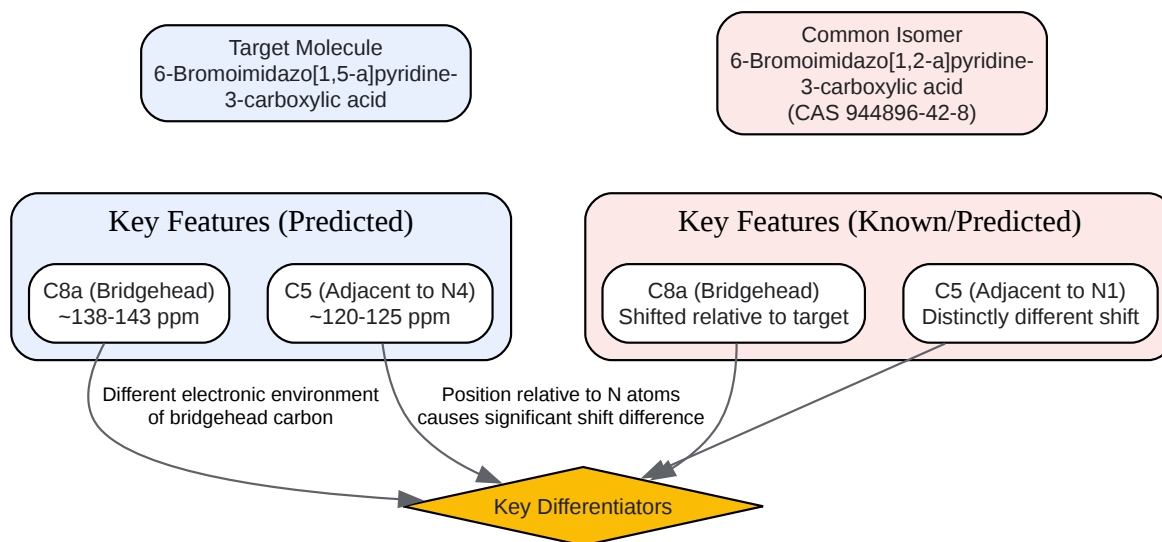 Target Molecule
6-Bromoimidazo[1,5-a]pyridine-
3-carboxylic acid
Common Isomer
6-Bromoimidazo[1,2-a]pyridine-
3-carboxylic acid
(CAS 944896-42-8)
Key Features (Predicted)
C8a (Bridgehead)
~138-143 ppm
C5 (Adjacent to N4)
~120-125 ppm
Key Features (Known/Predicted)
C8a (Bridgehead)
Shifted relative to target
C5 (Adjacent to N1)
Distinctly different shift
Different electronic environment
of bridgehead carbon
Position relative to N atoms
causes significant shift difference
Key Differentiators